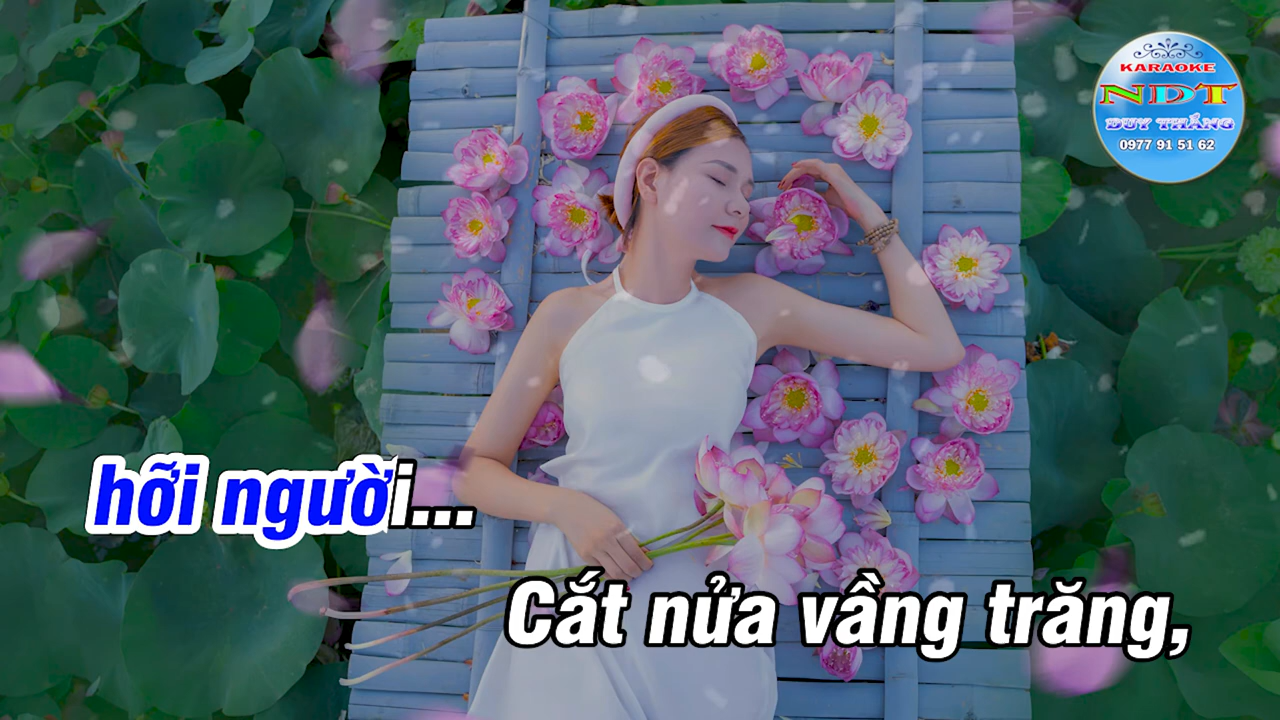 KARAOKE
NDT
DUY THẮNG
0977 91 51 62
hỡi người...
Cắt nửa vầng trăng,